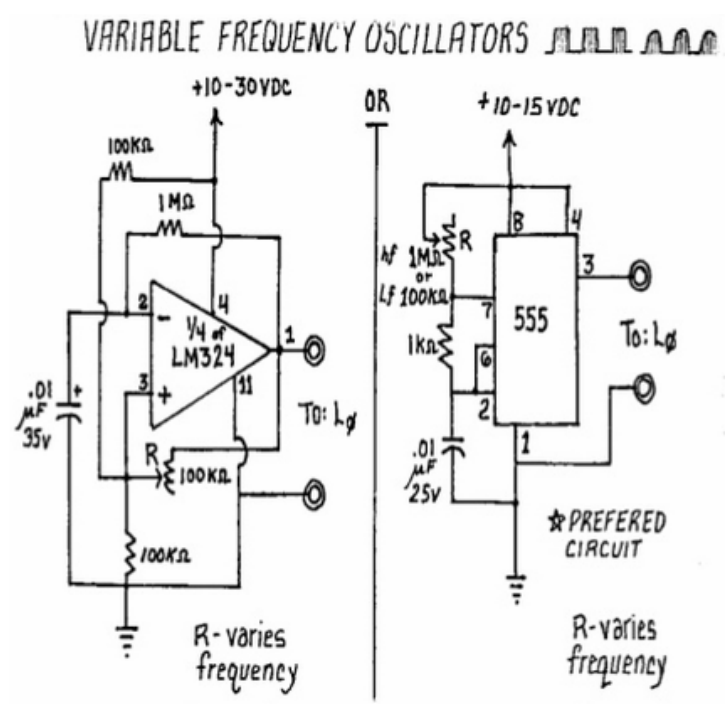 VARIABLE FREQUENCY OSCILLATORS
+10-30VDC
100KΩ
1MΩ
2
-
4
1/4 of
LM324
1
3
+
11
.01
µF
35v
+
R
100KΩ
To: Lø
100KΩ
R-varies
frequency
OR
+10-15VDC
8
4
R
hf 1MΩ
or
Lf 100KΩ
7
3
555
1KΩ
6
2
To: Lø
1
.01
µF
25v
☆PREFERED
CIRCUIT
R-varies
frequency